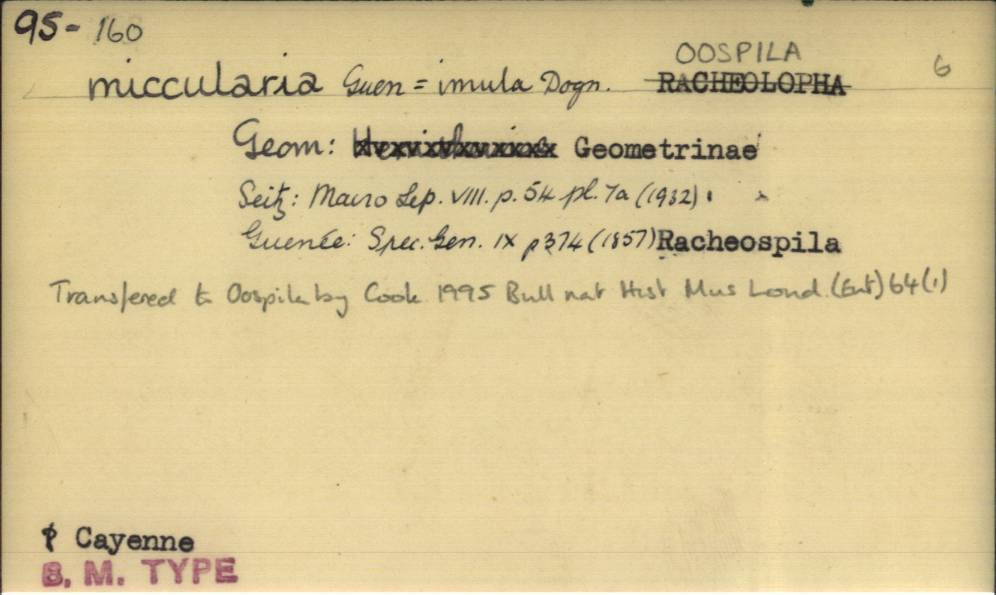 95- 160
OOSPILA
miccularia Guen = imula Dogn. RACHEOLOPHA 6
Geom: Geometrinae
Seitz: Macro Lep. VIII. p. 54 pl. 7a (1932).
Guenée: Spec. Gen. IX p374 (1857) Racheospila
Transfered to Oospila by Cook 1995 Bull nat Hist Mus Lond. (Ent) 64(1)
Cayenne
B. M. TYPE